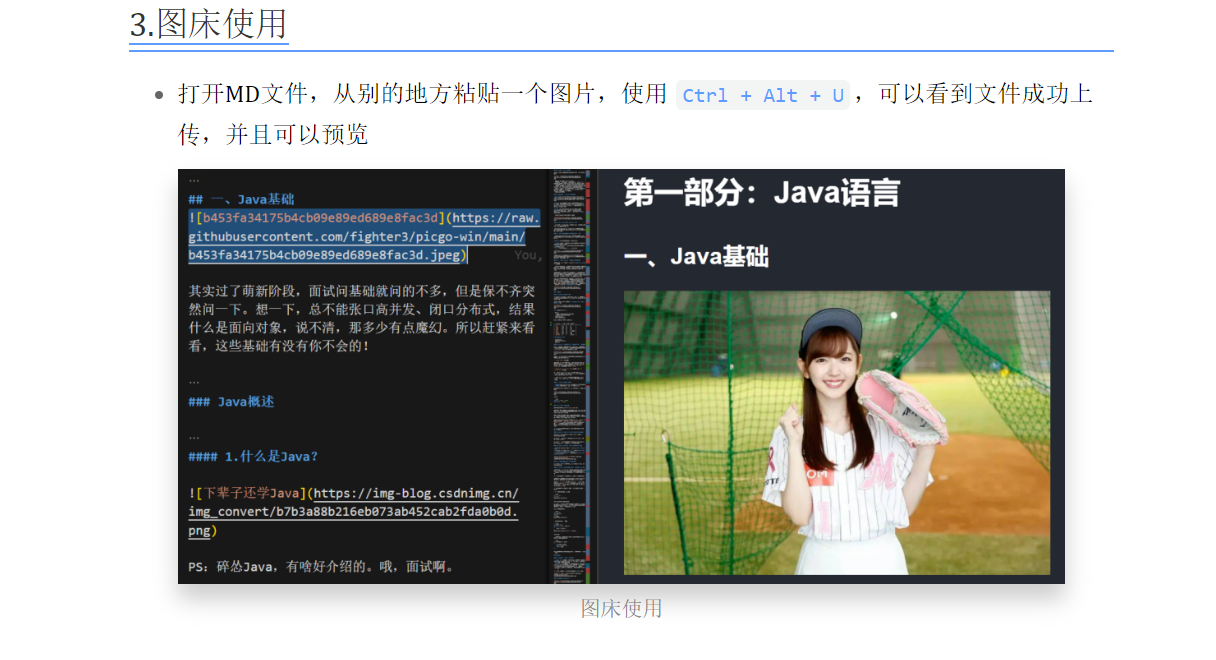 3.图床使用
打开MD文件，从别的地方粘贴一个图片，使用 Ctrl + Alt + U ，可以看到文件成功上
传，并且可以预览
...
## 一、Java基础
![b453fa34175b4cb09e89ed689e8fac3d](https://raw.
githubusercontent.com/fighter3/picgo-win/main/
b453fa34175b4cb09e89ed689e8fac3d.jpeg)
You,
其实过了萌新阶段，面试问基础就问的不多，但是保不齐突
然问一下。想一下，总不能张口高并发、闭口分布式，结果
什么是面向对象，说不清，那多少有点魔幻。所以赶紧来看
看，这些基础有没有你不会的！
...
### Java概述
...
#### 1.什么是Java？
![下辈子还学Java](https://img-blog.csdnimg.cn/
img_convert/b7b3a88b216eb073ab452cab2fda0b0d.
png)
PS：碎怂Java，有啥好介绍的。哦，面试啊。
第一部分：Java语言
一、Java基础
M
图床使用